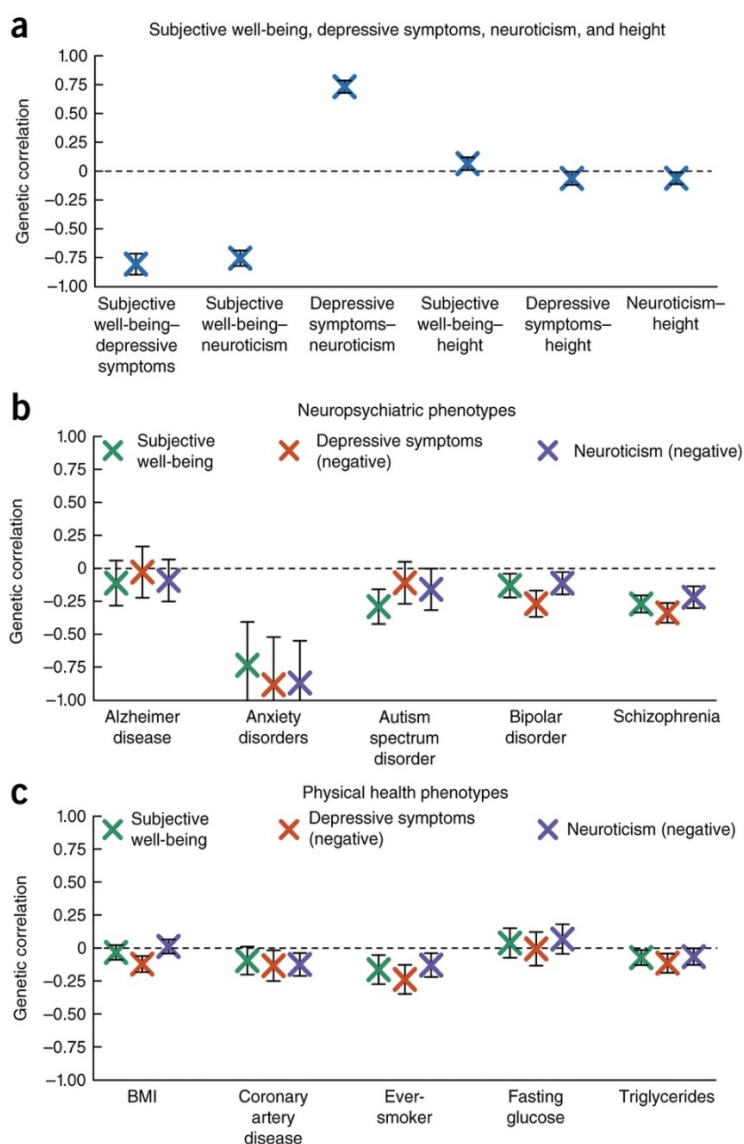 a
Subjective well-being, depressive symptoms, neuroticism, and height
Genetic correlation
1.00
0.75
0.50
0.25
0
−0.25
−0.50
−0.75
−1.00
Subjective
well-being–
depressive
symptoms
Subjective
well-being–
neuroticism
Depressive
symptoms–
neuroticism
Subjective
well-being–
height
Depressive
symptoms–
height
Neuroticism–
height
b
Neuropsychiatric phenotypes
Genetic correlation
1.00
0.75
0.50
0.25
0
−0.25
−0.50
−0.75
−1.00
Subjective
well-being
Depressive symptoms
(negative)
Neuroticism (negative)
Alzheimer
disease
Anxiety
disorders
Autism
spectrum
disorder
Bipolar
disorder
Schizophrenia
c
Physical health phenotypes
Genetic correlation
1.00
0.75
0.50
0.25
0
−0.25
−0.50
−0.75
−1.00
Subjective
well-being
Depressive symptoms
(negative)
Neuroticism (negative)
BMI
Coronary
artery
disease
Ever-
smoker
Fasting
glucose
Triglycerides